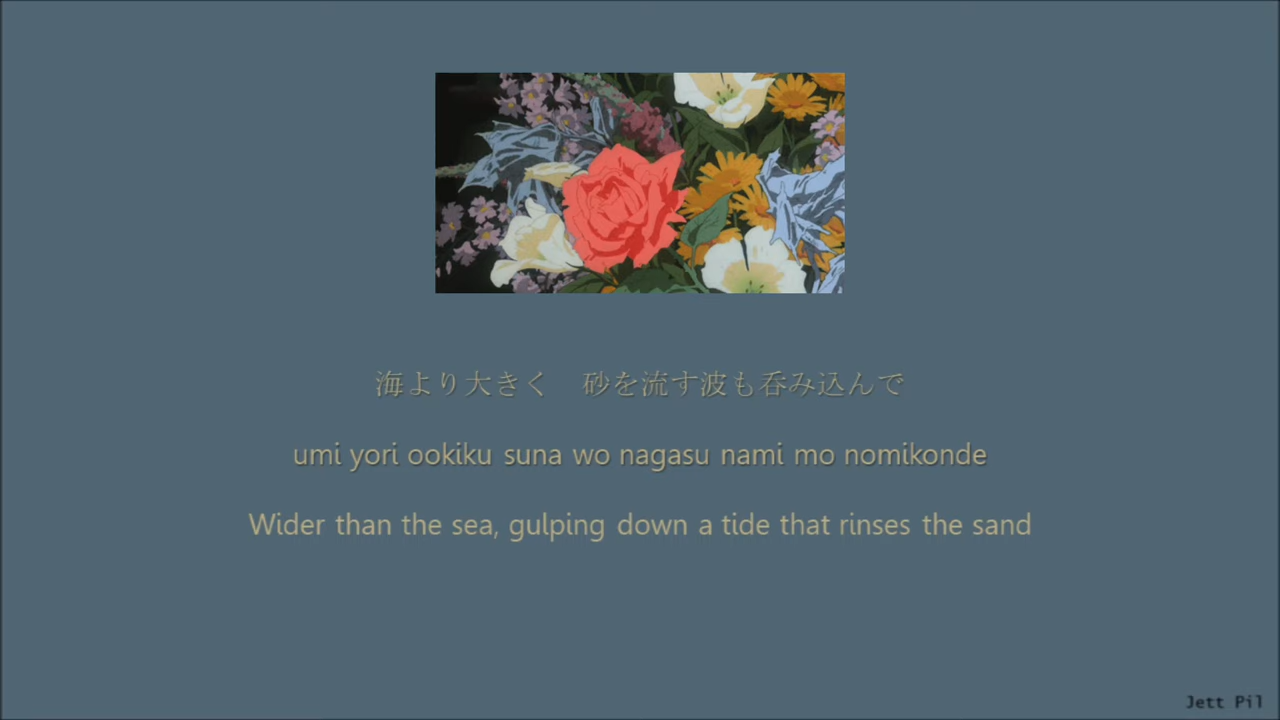 海より大きく　砂を流す波も呑み込んで
umi yori ookiku suna wo nagasu nami mo nomikonde
Wider than the sea, gulping down a tide that rinses the sand
Jett Pil